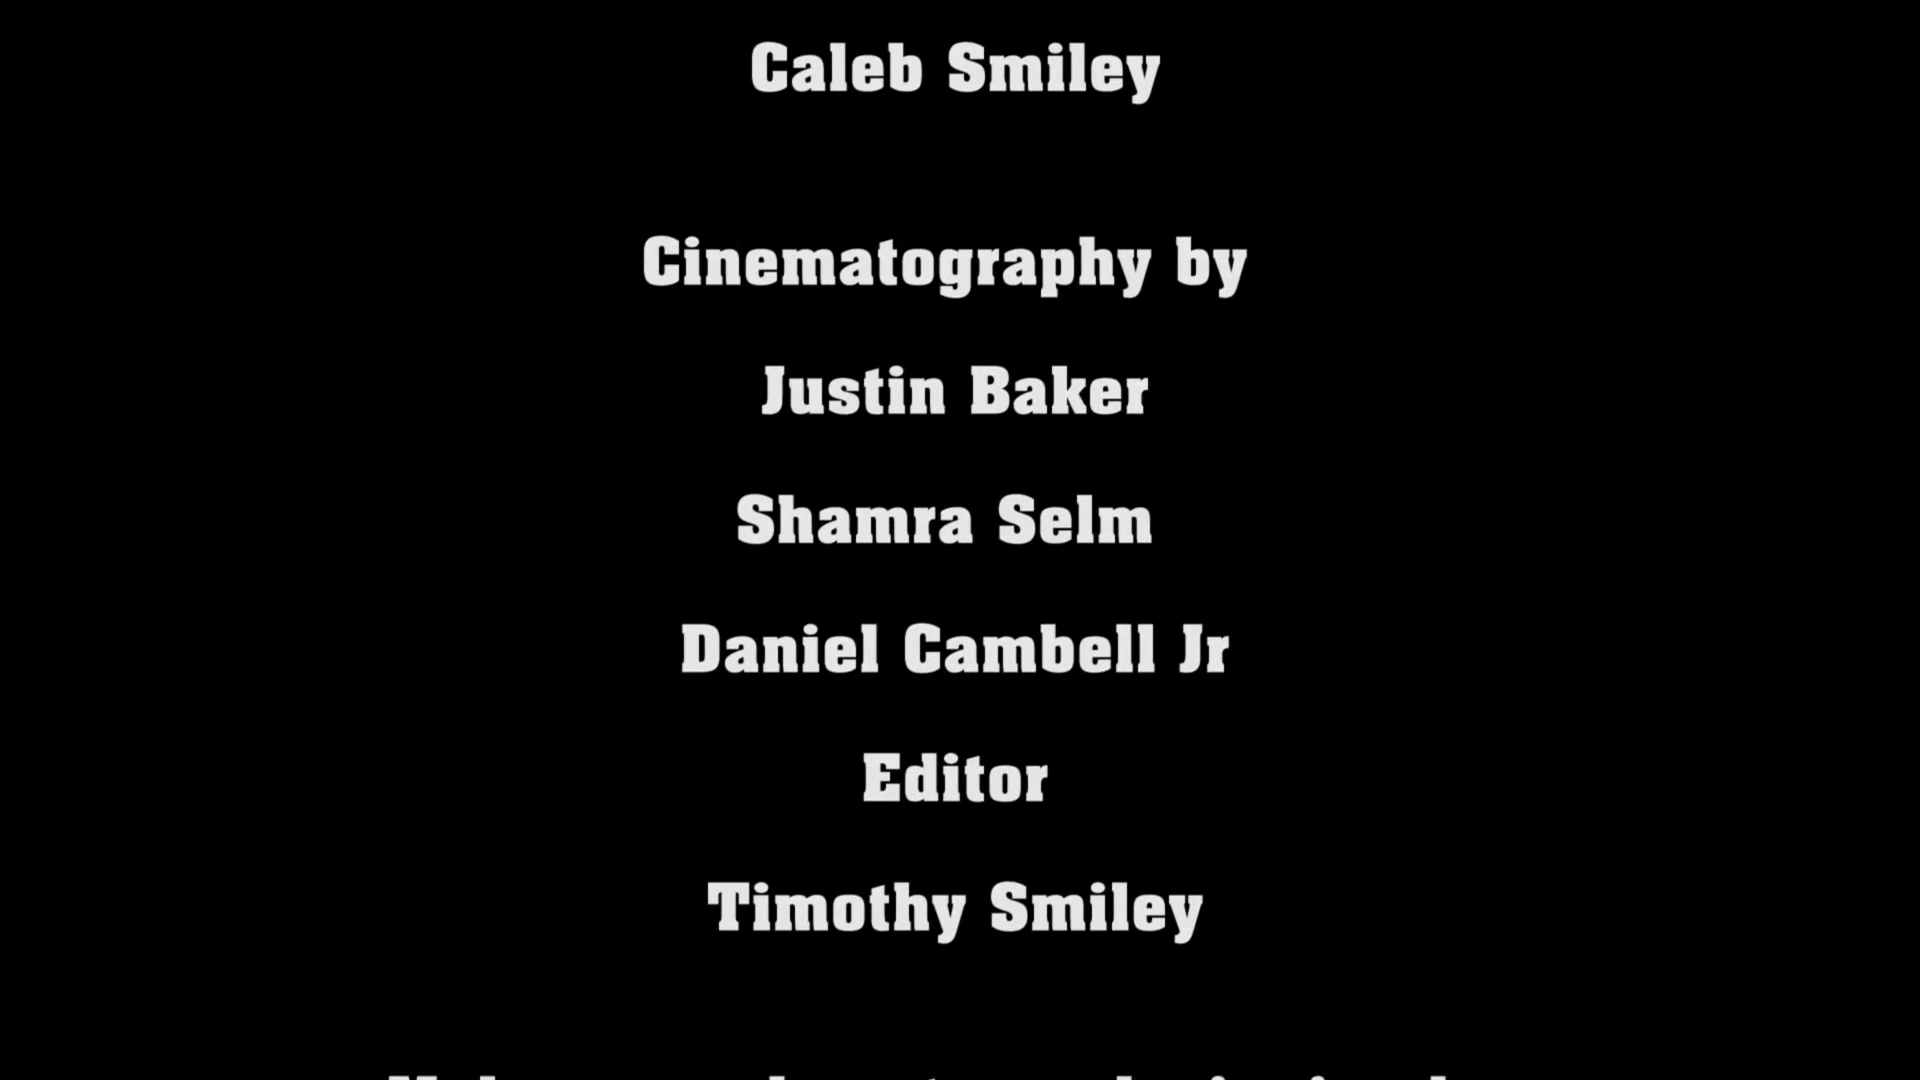 Caleb Smiley
Cinematography by
Justin Baker
Shamra Selm
Daniel Cambell Jr
Editor
Timothy Smiley